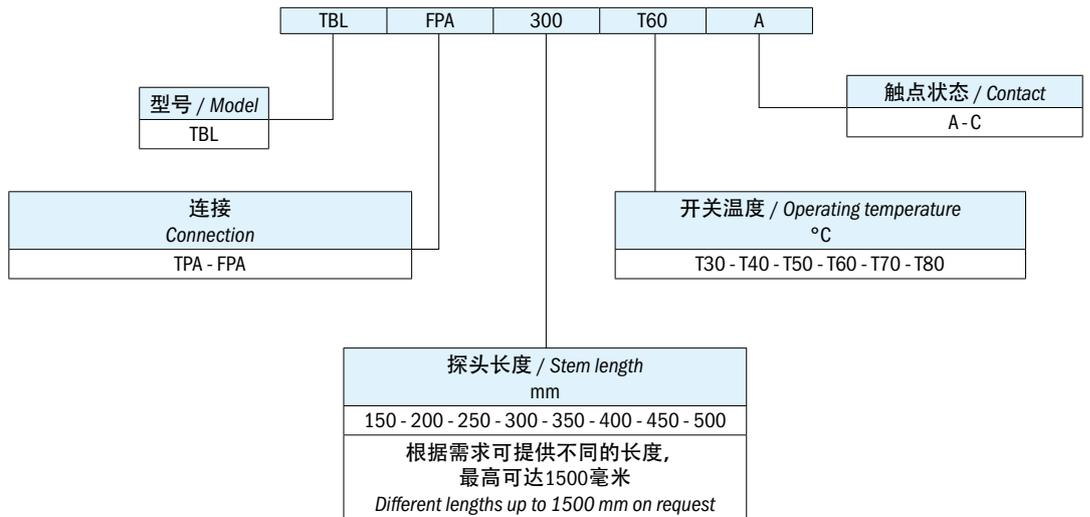 TBL FPA 300 T60 A
型号 / Model
TBL
触点状态 / Contact
A - C
连接
Connection
TPA - FPA
开关温度 / Operating temperature
°C
T30 - T40 - T50 - T60 - T70 - T80
探头长度 / Stem length
mm
150 - 200 - 250 - 300 - 350 - 400 - 450 - 500
根据需求可提供不同的长度,
最高可达1500毫米
Different lengths up to 1500 mm on request